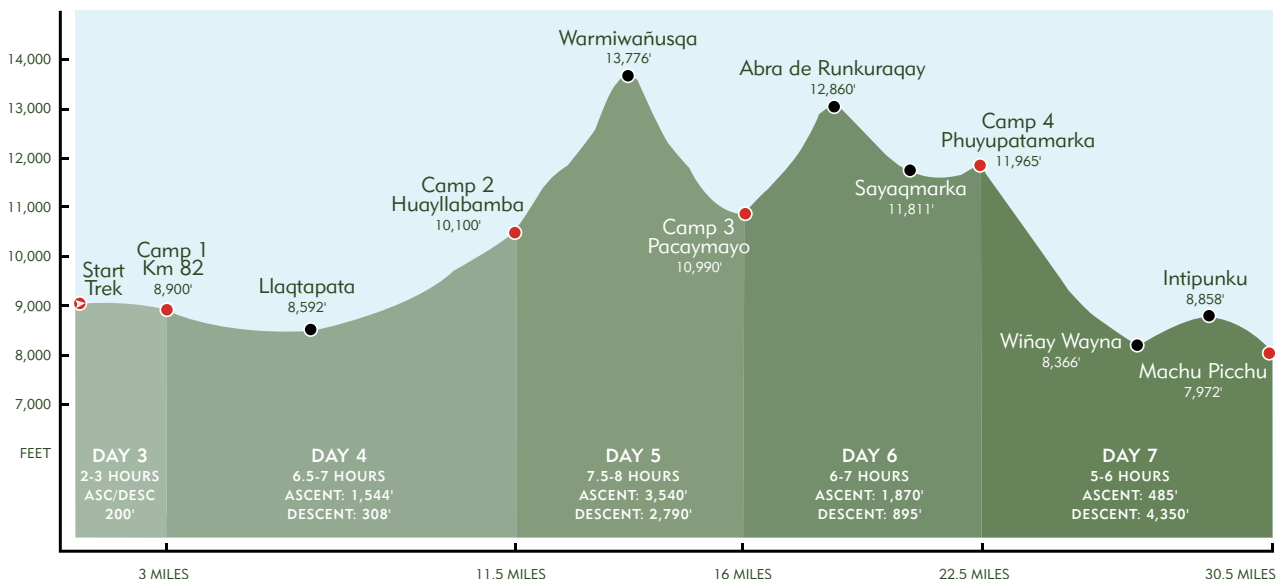 14,000
13,000
12,000
11,000
10,000
9,000
8,000
7,000
FEET
Start
Trek
Camp 1
Km 82
8,900'
Llaqtapata
8,592'
Camp 2
Huayllabamba
10,100'
Warmiwañusqa
13,776'
Camp 3
Pacaymayo
10,990'
Abra de Runkuraqay
12,860'
Sayaqmarka
11,811'
Camp 4
Phuyupatamarka
11,965'
Wiñay Wayna
8,366'
Intipunku
8,858'
Machu Picchu
7,972'
DAY 3
2-3 HOURS
ASC/DESC
200'
DAY 4
6.5-7 HOURS
ASCENT: 1,544'
DESCENT: 308'
DAY 5
7.5-8 HOURS
ASCENT: 3,540'
DESCENT: 2,790'
DAY 6
6-7 HOURS
ASCENT: 1,870'
DESCENT: 895'
DAY 7
5-6 HOURS
ASCENT: 485'
DESCENT: 4,350'
3 MILES
11.5 MILES
16 MILES
22.5 MILES
30.5 MILES